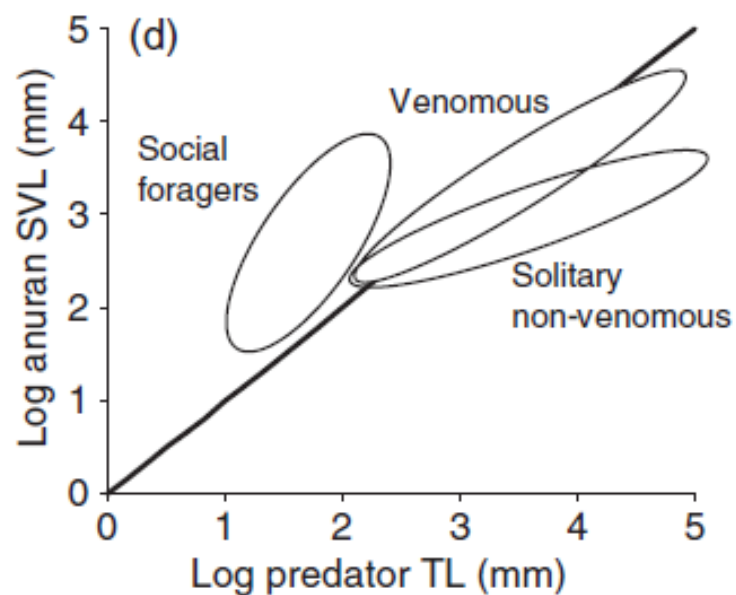 (d)
Log anuran SVL (mm)
5
4
3
2
1
0
Social
foragers
Venomous
Solitary
non-venomous
0 1 2 3 4 5
Log predator TL (mm)